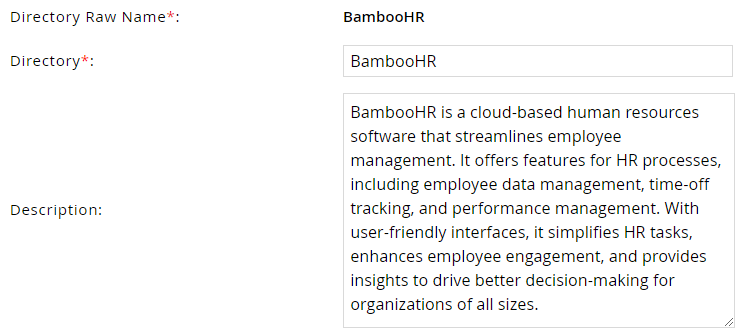 Directory Raw Name*: BambooHR
Directory*: BambooHR
Description:
BambooHR is a cloud-based human resources
software that streamlines employee
management. It offers features for HR processes,
including employee data management, time-off
tracking, and performance management. With
user-friendly interfaces, it simplifies HR tasks,
enhances employee engagement, and provides
insights to drive better decision-making for
organizations of all sizes.